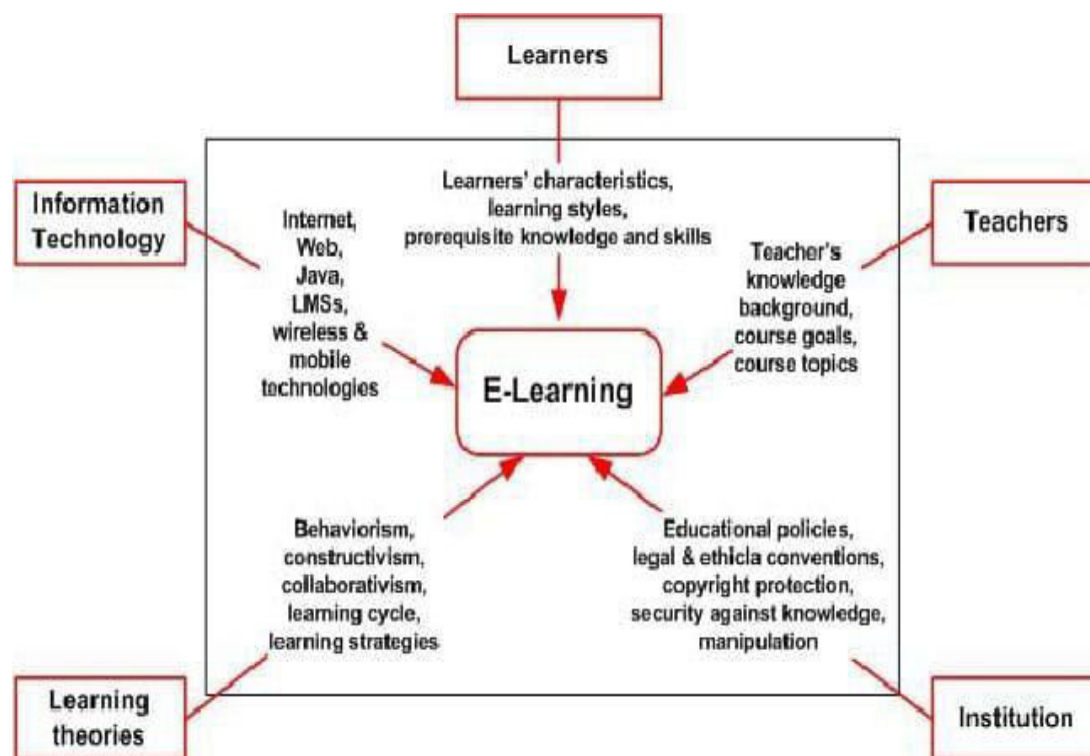 Learners
Information
Technology
Teachers
Learners' characteristics,
learning styles,
prerequisite knowledge and skills
Internet,
Web,
Java,
LMSs,
wireless &
mobile
technologies
Teacher's
knowledge
background,
course goals,
course topics
E-Learning
Behaviorism,
constructivism,
collaborativism,
learning cycle,
learning strategies
Educational policies,
legal & ethicla conventions,
copyright protection,
security against knowledge,
manipulation
Learning
theories
Institution